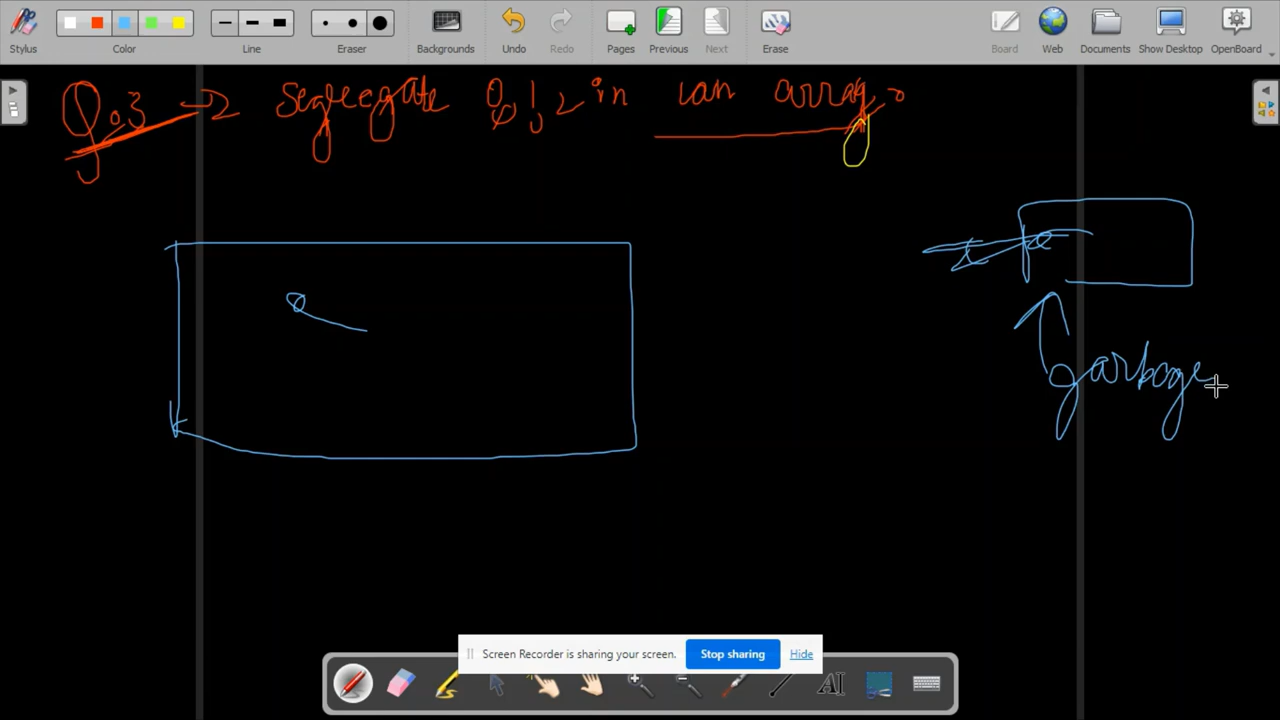 Stylus
Color
Line
Eraser
Backgrounds
Undo
Redo
Pages
Previous
Next
Erase
Board
Web
Documents
Show Desktop
OpenBoard
Q.3 → segregate 0,1,2 in an array
garbage
Screen Recorder is sharing your screen. Stop sharing Hide